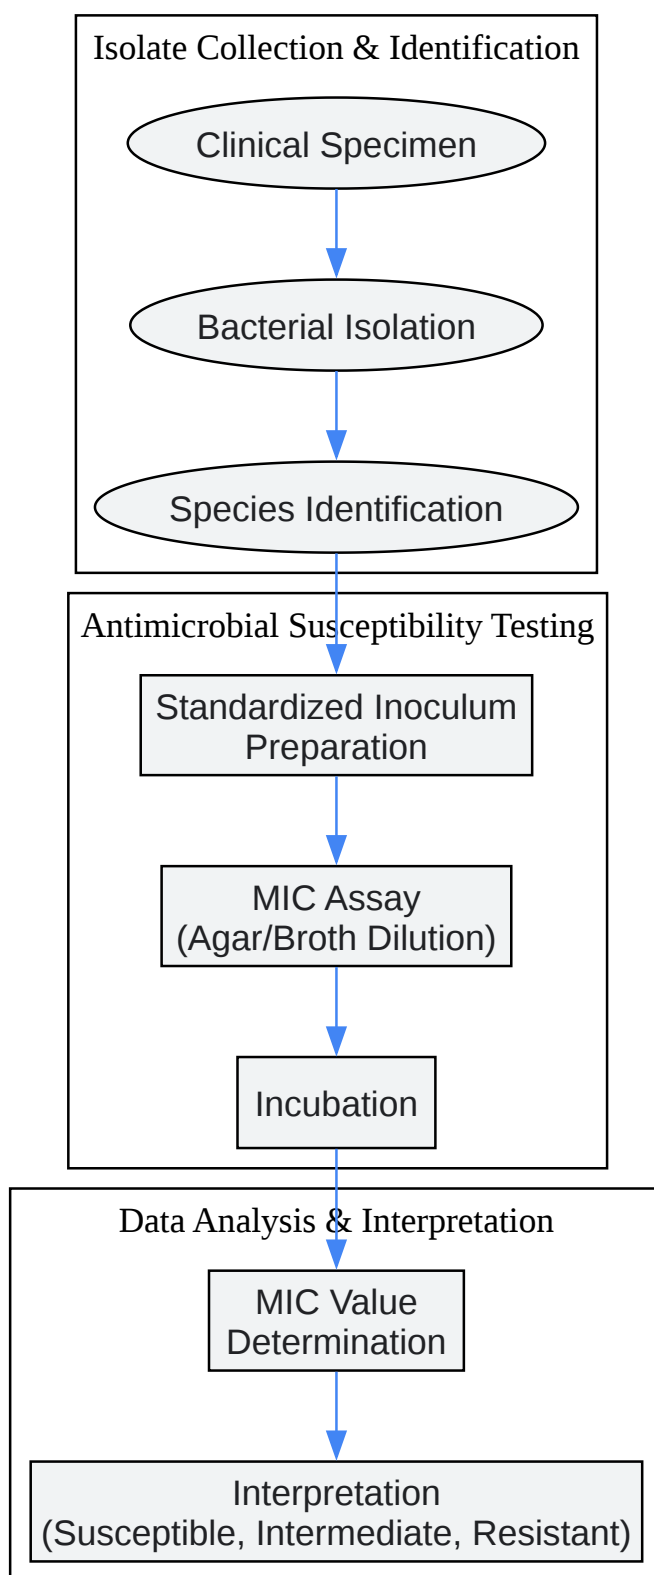 Isolate Collection & Identification
Clinical Specimen
Bacterial Isolation
Species Identification
Antimicrobial Susceptibility Testing
Standardized Inoculum
Preparation
MIC Assay
(Agar/Broth Dilution)
Incubation
Data Analysis & Interpretation
MIC Value
Determination
Interpretation
(Susceptible, Intermediate, Resistant)